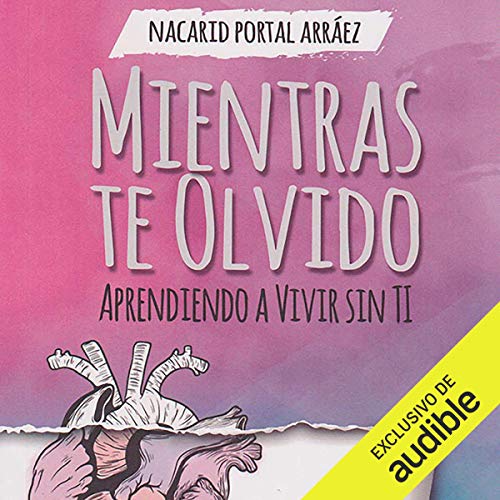 NACARID PORTAL ARRÁEZ
MIENTRAS
TE OLVIDO
APRENDIENDO A VIVIR SIN TI
EXCLUSIVO DE
audible